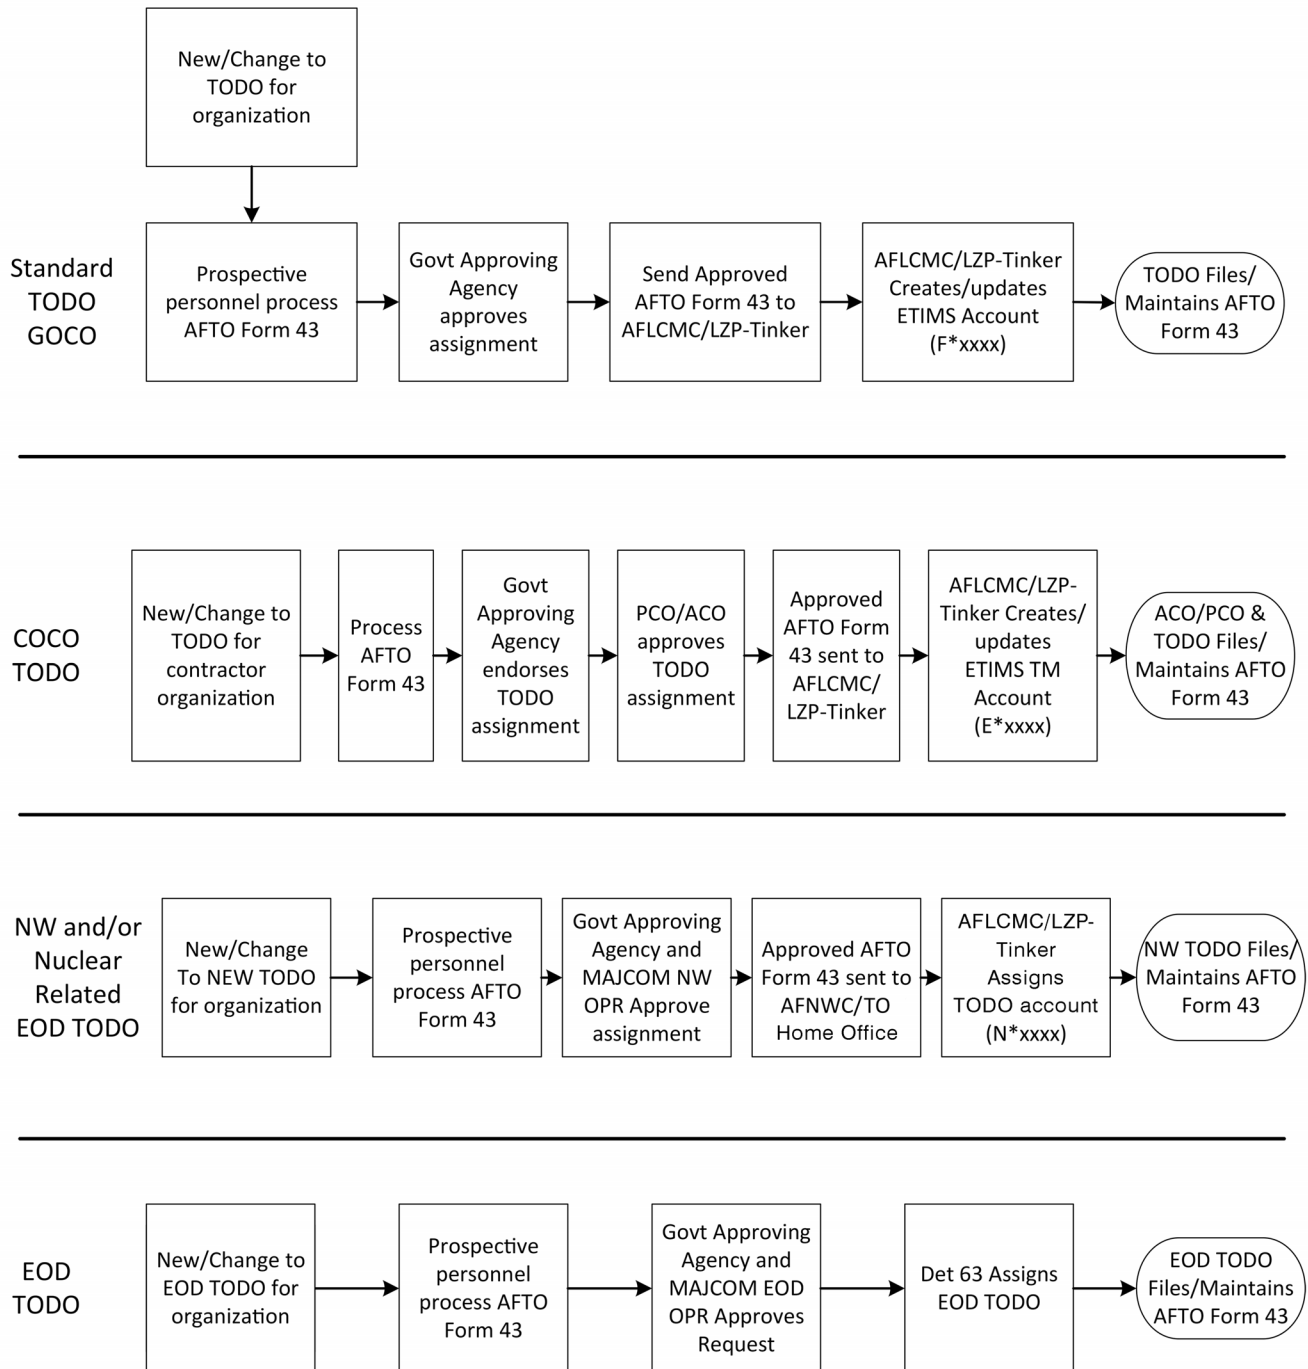 New/Change to
TODO for
organization
Standard
TODO
GOCO
Prospective
personnel process
AFTO Form 43
Govt Approving
Agency
approves
assignment
Send Approved
AFTO Form 43 to
AFLCMC/LZP-Tinker
AFLCMC/LZP-Tinker
Creates/updates
ETIMS Account
(F*xxxx)
TODO Files/
Maintains AFTO
Form 43
COCO
TODO
New/Change to
TODO for
contractor
organization
Process
AFTO
Form 43
Govt
Approving
Agency
endorses
TODO
assignment
PCO/ACO
approves
TODO
assignment
Approved
AFTO Form
43 sent to
AFLCMC/
LZP-Tinker
AFLCMC/LZP-
Tinker Creates/
updates
ETIMS TM
Account
(E*xxxx)
ACO/PCO &
TODO Files/
Maintains AFTO
Form 43
NW and/or
Nuclear
Related
EOD TODO
New/Change
To NEW TODO
for organization
Prospective
personnel
process AFTO
Form 43
Govt Approving
Agency and
MAJCOM NW
OPR Approve
assignment
Approved AFTO
Form 43 sent to
AFNWC/TO
Home Office
AFLCMC/LZP-
Tinker
Assigns
TODO account
(N*xxxx)
NW TODO Files/
Maintains AFTO
Form 43
EOD
TODO
New/Change to
EOD TODO for
organization
Prospective
personnel
process AFTO
Form 43
Govt Approving
Agency and
MAJCOM EOD
OPR Approves
Request
Det 63 Assigns
EOD TODO
EOD TODO
Files/Maintains
AFTO Form 43